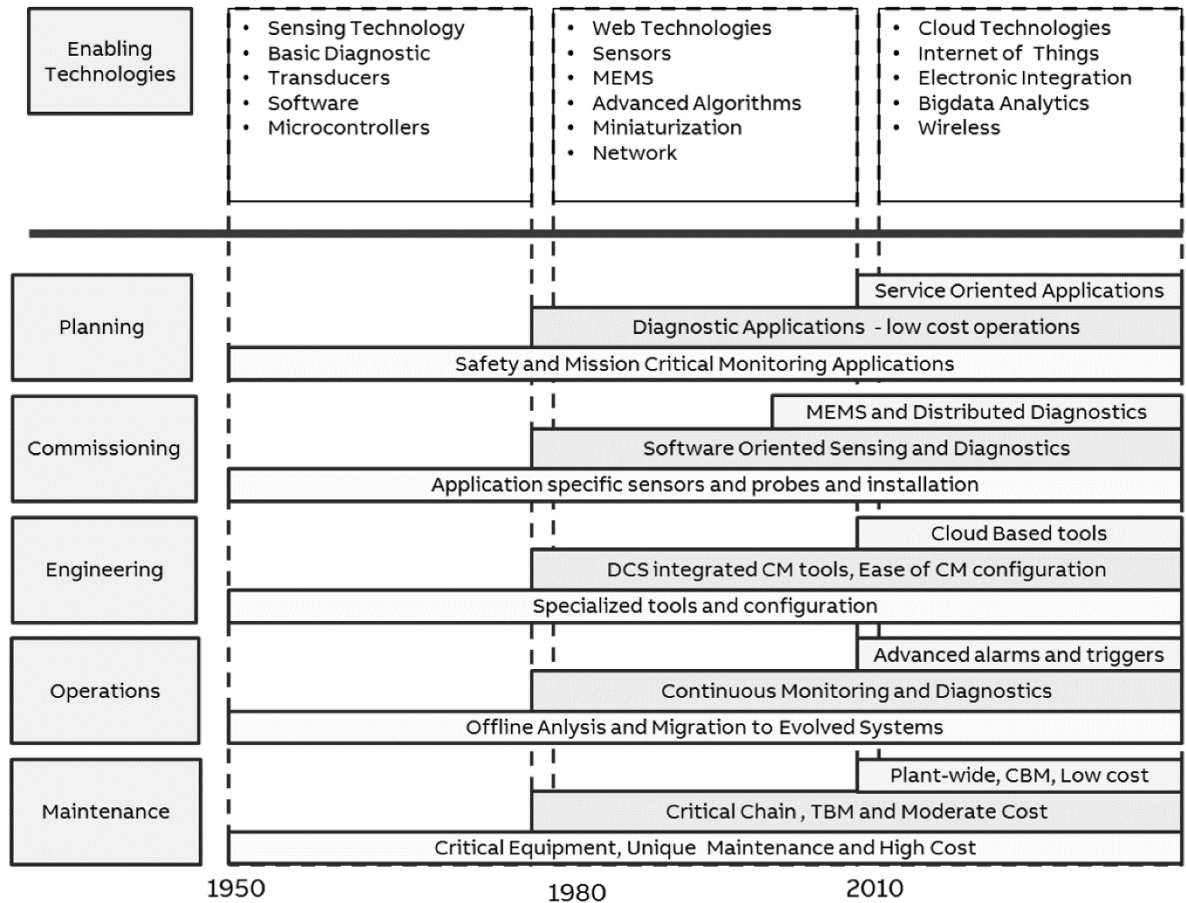 Enabling
Technologies
• Sensing Technology
• Basic Diagnostic
• Transducers
• Software
• Microcontrollers
• Web Technologies
• Sensors
• MEMS
• Advanced Algorithms
• Miniaturization
• Network
• Cloud Technologies
• Internet of Things
• Electronic Integration
• Bigdata Analytics
• Wireless
Planning
Service Oriented Applications
Diagnostic Applications - low cost operations
Safety and Mission Critical Monitoring Applications
Commissioning
MEMS and Distributed Diagnostics
Software Oriented Sensing and Diagnostics
Application specific sensors and probes and installation
Engineering
Cloud Based tools
DCS integrated CM tools, Ease of CM configuration
Specialized tools and configuration
Operations
Advanced alarms and triggers
Continuous Monitoring and Diagnostics
Offline Anlysis and Migration to Evolved Systems
Maintenance
Plant-wide, CBM, Low cost
Critical Chain , TBM and Moderate Cost
Critical Equipment, Unique Maintenance and High Cost
1950
1980
2010